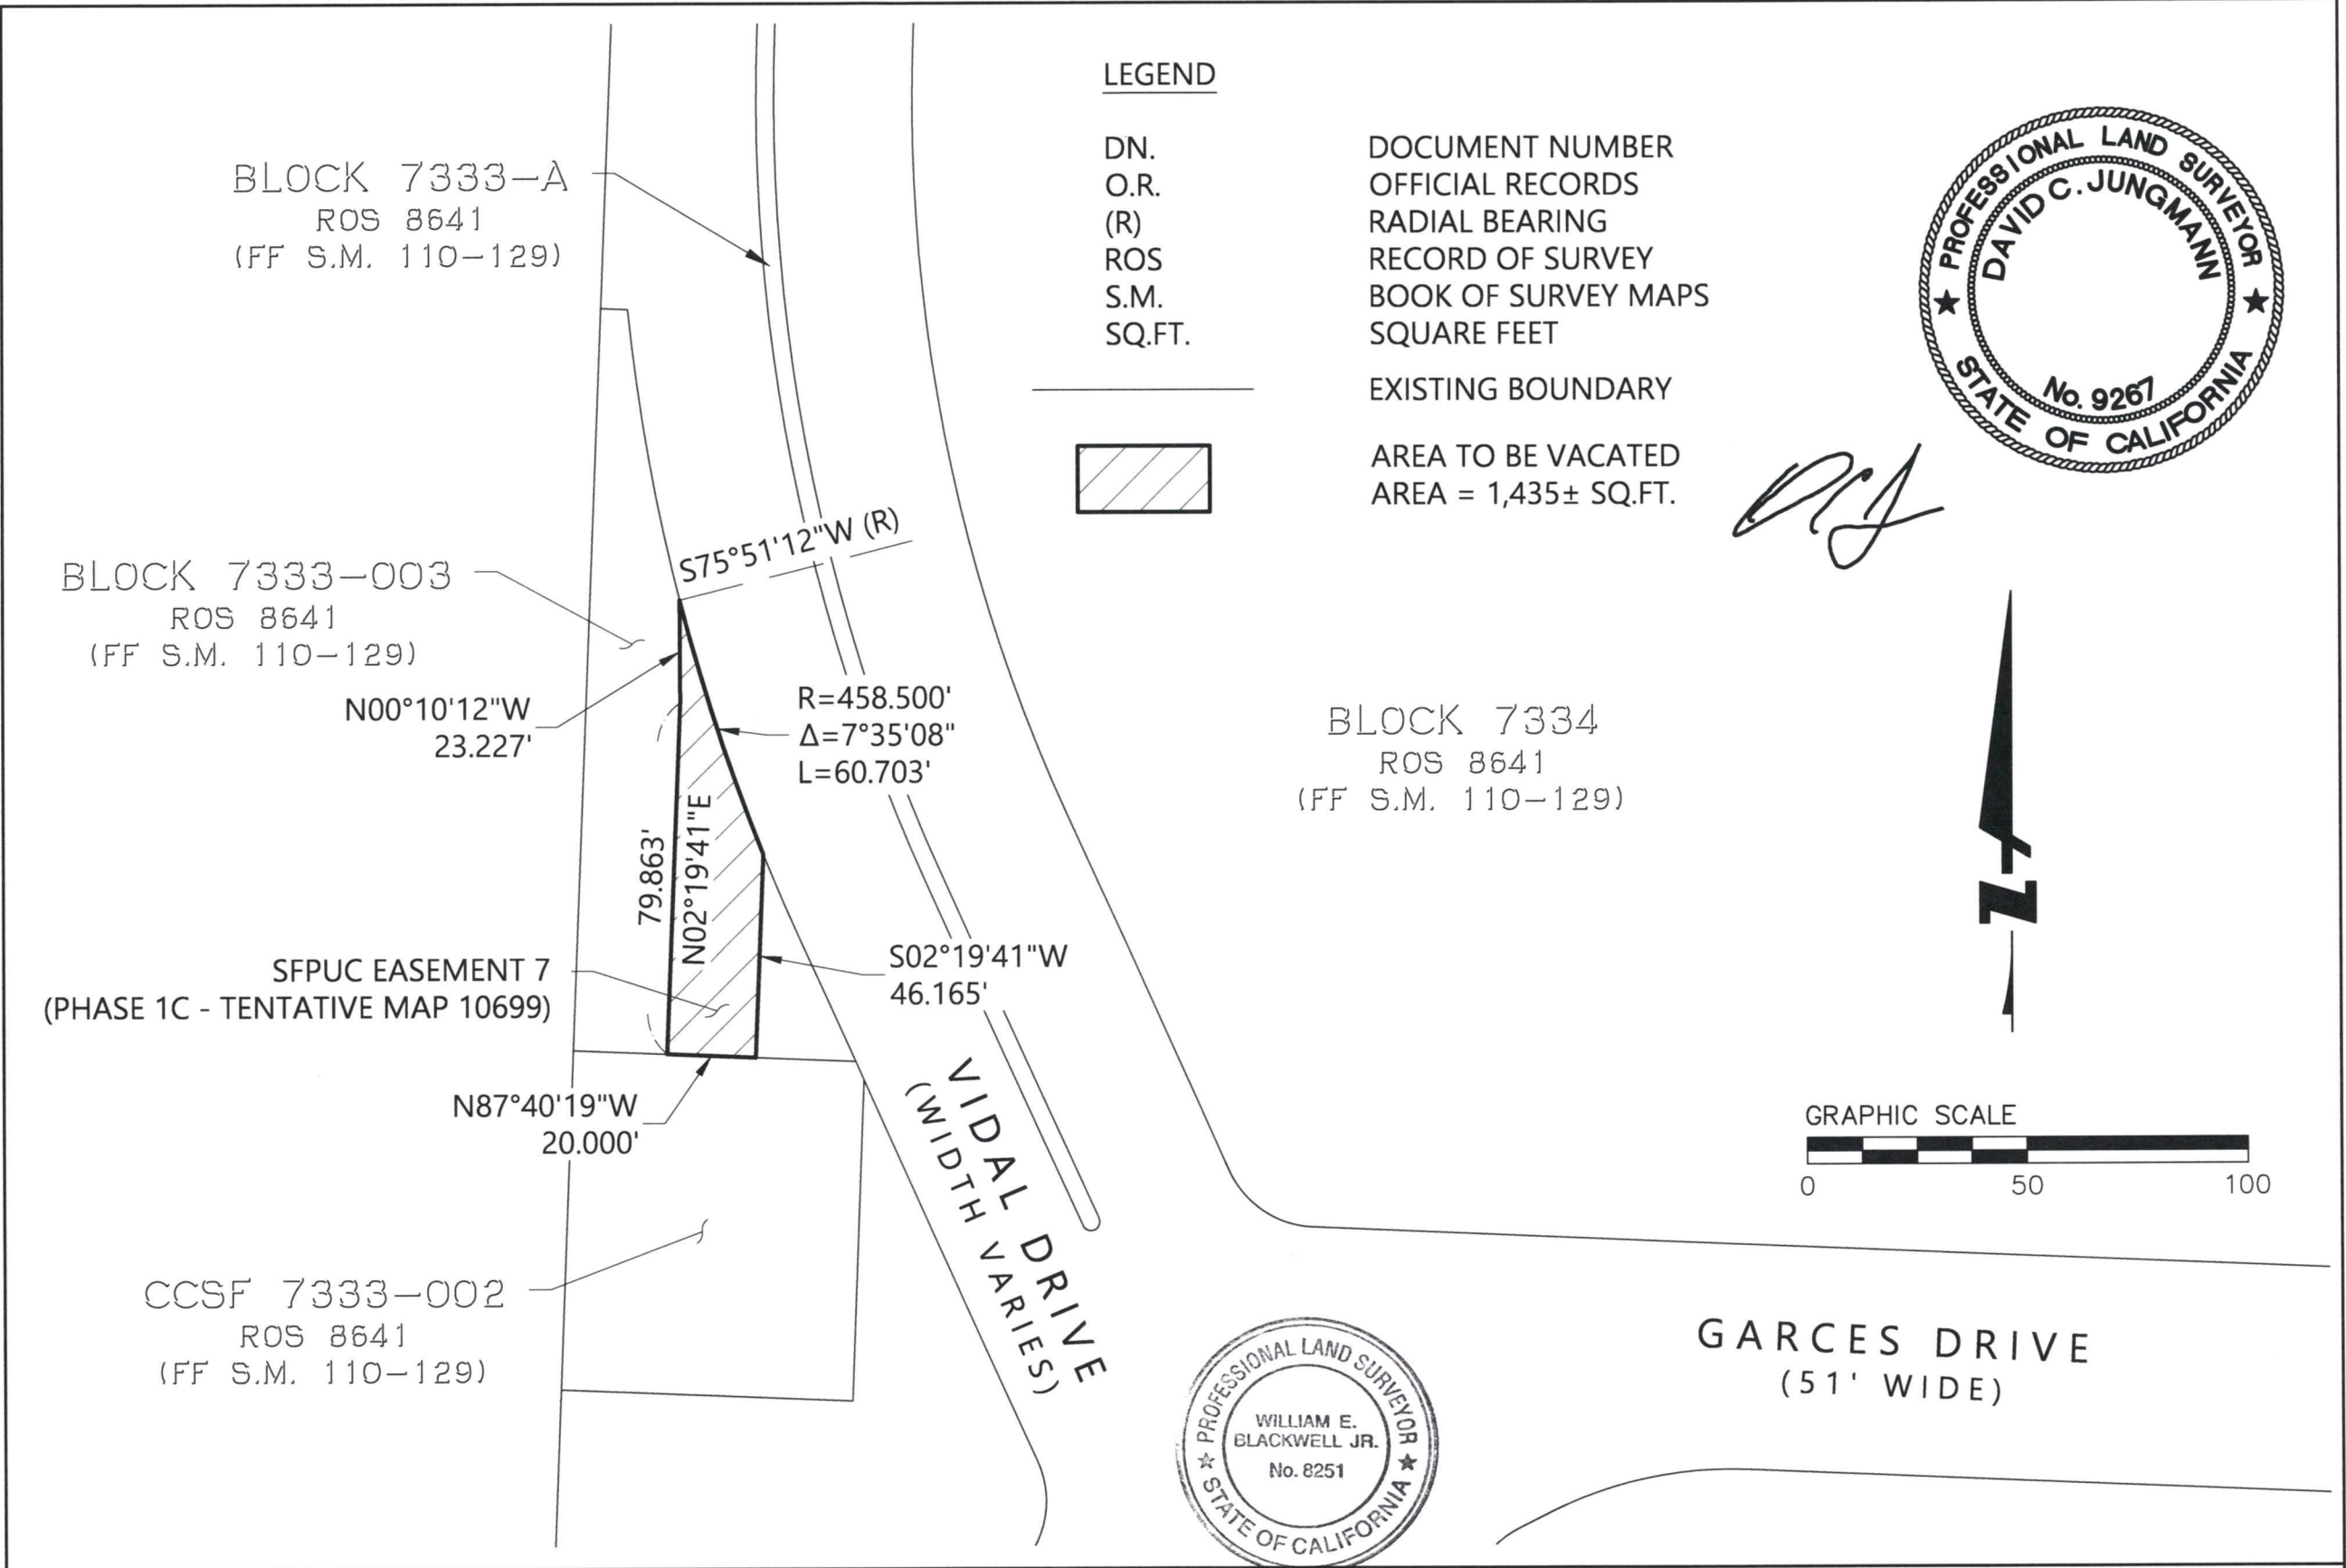 LEGEND
DN. DOCUMENT NUMBER
O.R. OFFICIAL RECORDS
(R) RADIAL BEARING
ROS RECORD OF SURVEY
S.M. BOOK OF SURVEY MAPS
SQ.FT. SQUARE FEET
EXISTING BOUNDARY
AREA TO BE VACATED
AREA = 1,435± SQ.FT.
PROFESSIONAL LAND SURVEYOR
DAVID C. JUNGMANN
No. 9267
STATE OF CALIFORNIA
BLOCK 7333-A
ROS 8641
(FF S.M. 110-129)
S75°51'12"W (R)
BLOCK 7333-003
ROS 8641
(FF S.M. 110-129)
N00°10'12"W
23.227'
R=458.500'
Δ=7°35'08"
L=60.703'
BLOCK 7334
ROS 8641
(FF S.M. 110-129)
79.863'
N02°19'41"E
S02°19'41"W
46.165'
SFPUC EASEMENT 7
(PHASE 1C - TENTATIVE MAP 10699)
N87°40'19"W
20.000'
N
GRAPHIC SCALE
0 50 100
VIDAL DRIVE
(WIDTH VARIES)
CCSF 7333-002
ROS 8641
(FF S.M. 110-129)
GARCES DRIVE
(51' WIDE)
PROFESSIONAL LAND SURVEYOR
WILLIAM E.
BLACKWELL JR.
No. 8251
STATE OF CALIFORNIA